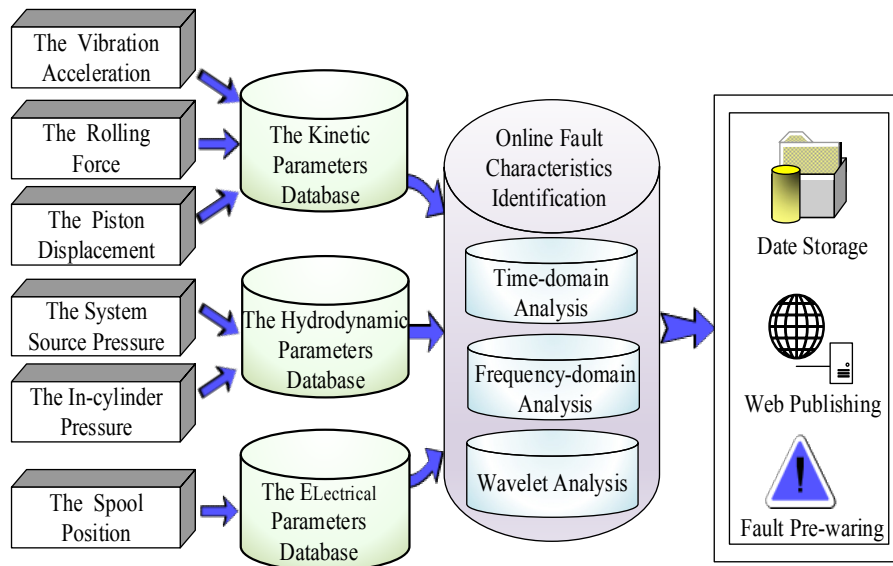 The Vibration
Acceleration
The Rolling
Force
The Piston
Displacement
The System
Source Pressure
The In-cylinder
Pressure
The Spool
Position
The Kinetic
Parameters
Database
The Hydrodynamic
Parameters
Database
The ELectrical
Parameters
Database
Online Fault
Characteristics
Identification
Time-domain
Analysis
Frequency-domain
Analysis
Wavelet Analysis
Date Storage
Web Publishing
!
Fault Pre-waring